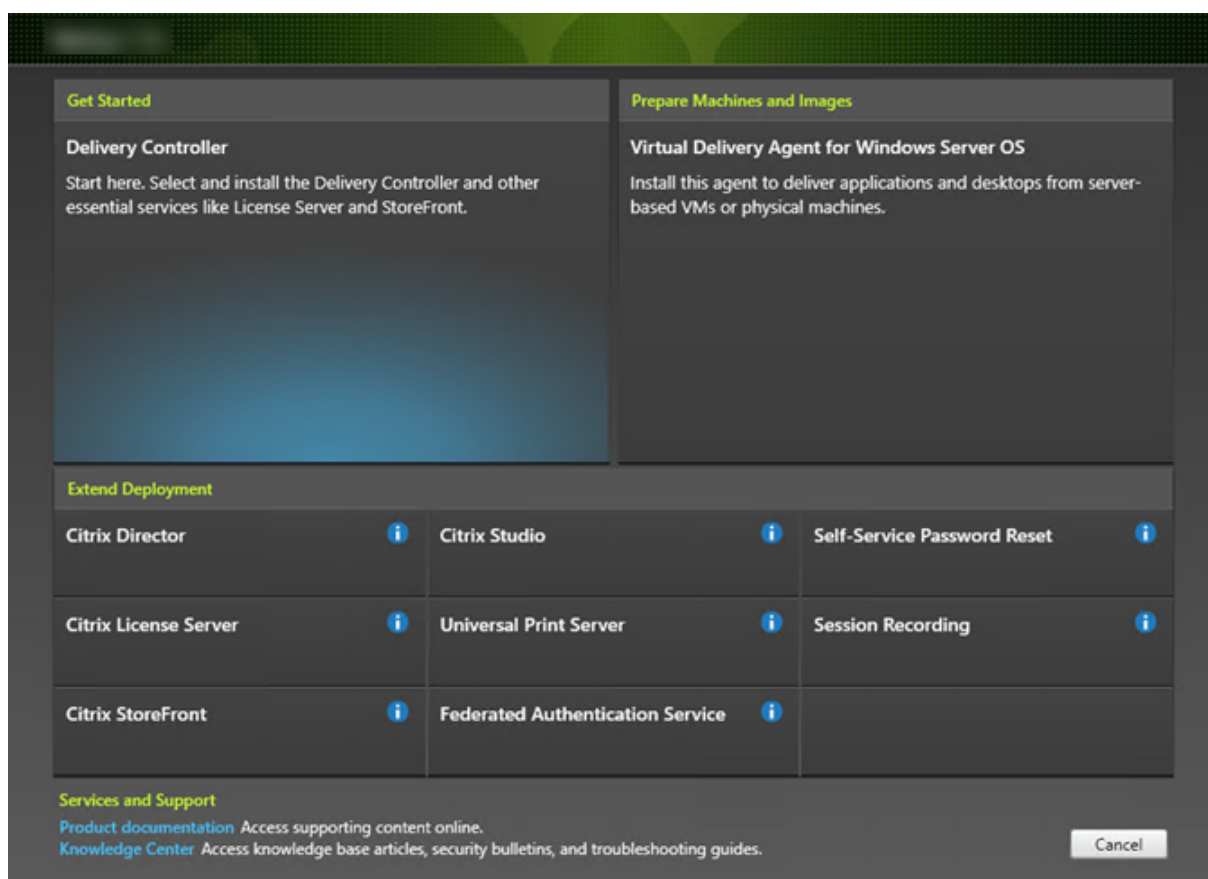 Get Started
Delivery Controller
Start here. Select and install the Delivery Controller and other
essential services like License Server and StoreFront.
Prepare Machines and Images
Virtual Delivery Agent for Windows Server OS
Install this agent to deliver applications and desktops from server-
based VMs or physical machines.
Extend Deployment
Citrix Director
Citrix Studio
Self-Service Password Reset
Citrix License Server
Universal Print Server
Session Recording
Citrix StoreFront
Federated Authentication Service
Services and Support
Product documentation Access supporting content online.
Knowledge Center Access knowledge base articles, security bulletins, and troubleshooting guides.
Cancel